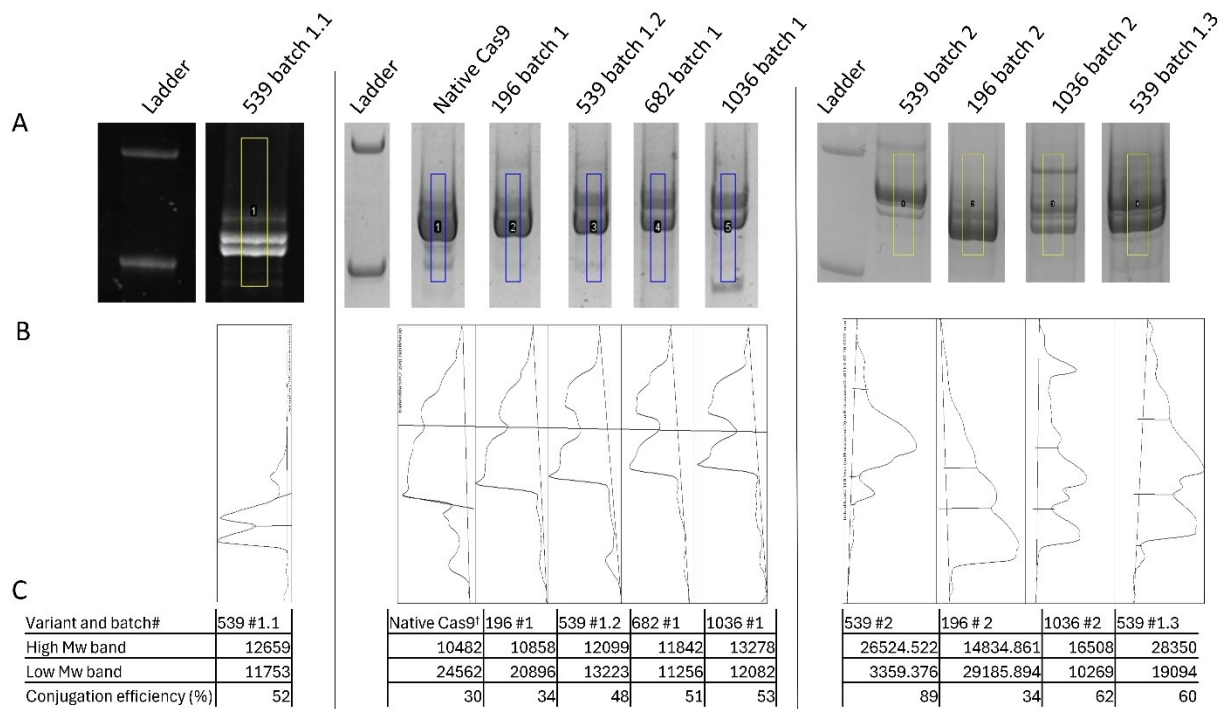 Ladder
539 batch 1.1
Ladder
Native Cas9
196 batch 1
539 batch 1.2
682 batch 1
1036 batch 1
Ladder
539 batch 2
196 batch 2
1036 batch 2
539 batch 1.3
A
1
1
2
3
4
5
B
C
Variant and batch# 539 #1.1 Native Cas9† 196 #1 539 #1.2 682 #1 1036 #1 539 #2 196 # 2 1036 #2 539 #1.3
High Mw band 12659 10482 10858 12099 11842 13278 26524.522 14834.861 16508 28350
Low Mw band 11753 24562 20896 13223 11256 12082 3359.376 29185.894 10269 19094
Conjugation efficiency (%) 52 30 34 48 51 53 89 34 62 60